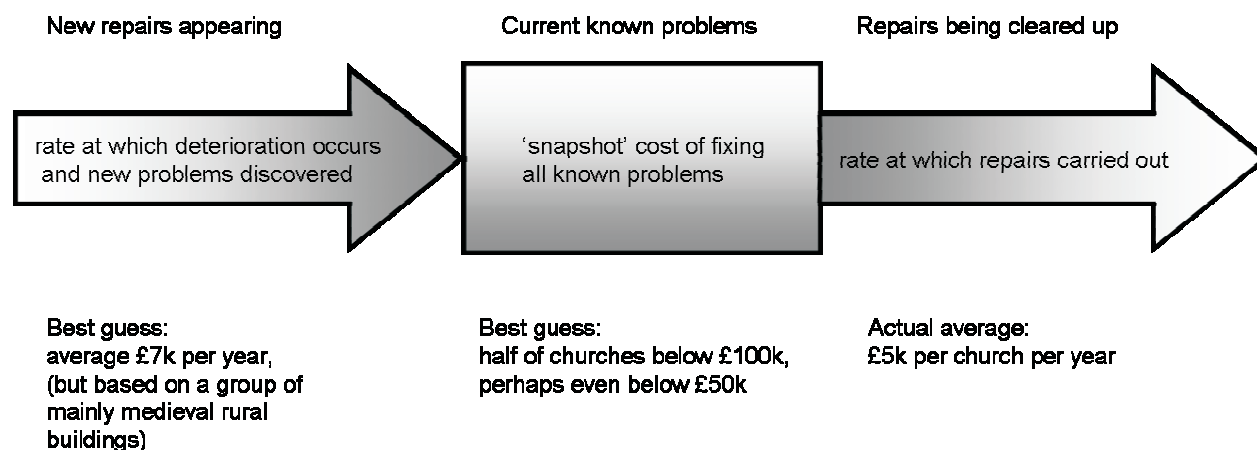 New repairs appearing
Current known problems
Repairs being cleared up
rate at which deterioration occurs
and new problems discovered
‘snapshot’ cost of fixing
all known problems
rate at which repairs carried out
Best guess:
average £7k per year,
(but based on a group of
mainly medieval rural
buildings)
Best guess:
half of churches below £100k,
perhaps even below £50k
Actual average:
£5k per church per year